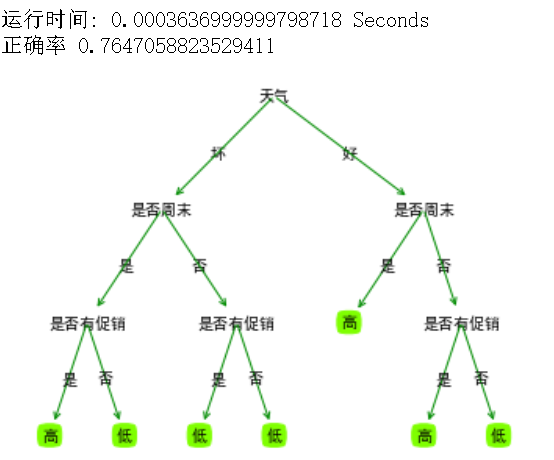 运行时间: 0.0003636999999798718 Seconds
正确率 0.7647058823529411
天气
坏 好
是否周末 是否周末
是 否 是 否
是否有促销 是否有促销 高 是否有促销
是 否 是 否 是 否
高 低 低 低 高 低